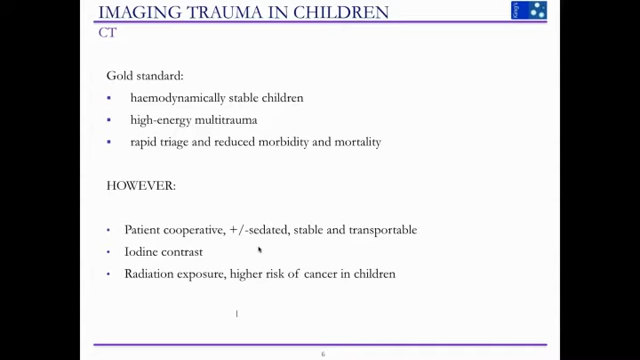 IMAGING TRAUMA IN CHILDREN
CT
Gold standard:
▪ haemodynamically stable children
▪ high-energy multitrauma
▪ rapid triage and reduced morbidity and mortality
HOWEVER:
• Patient cooperative, +/-sedated, stable and transportable
• Iodine contrast
• Radiation exposure, higher risk of cancer in children
6